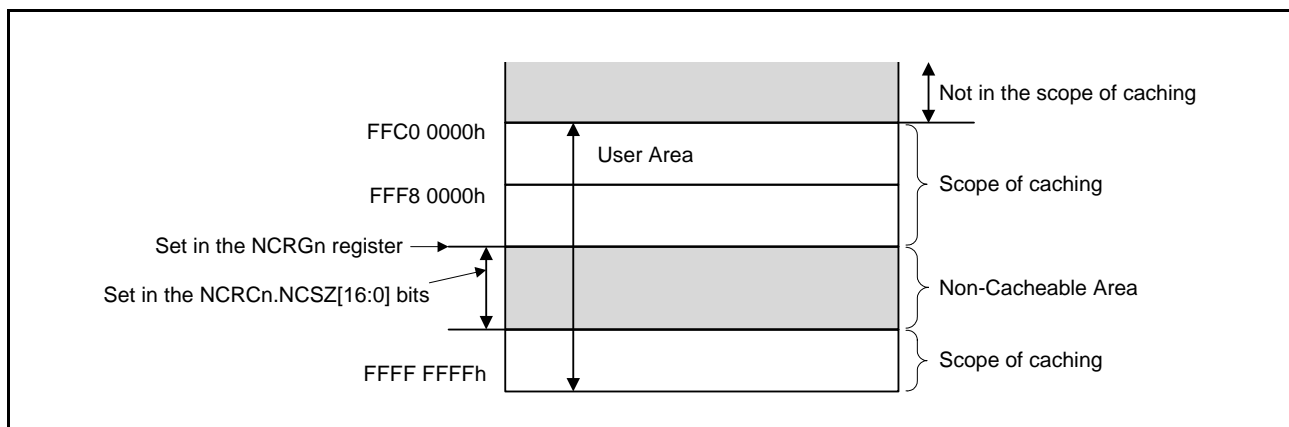 Not in the scope of caching
FFC0 0000h
User Area
Scope of caching
FFF8 0000h
Set in the NCRGn register
Set in the NCRCn.NCSZ[16:0] bits
Non-Cacheable Area
Scope of caching
FFFF FFFFh